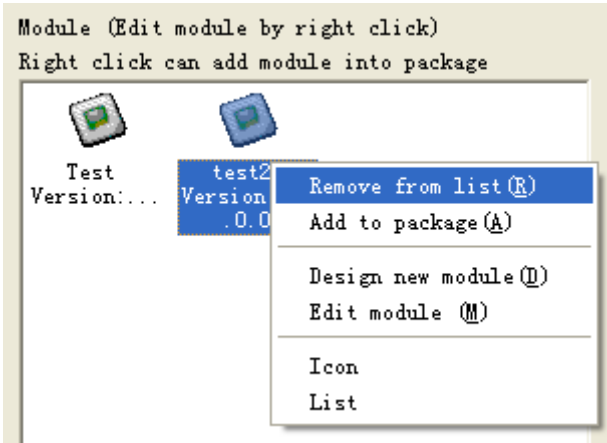 Module (Edit module by right click)
Right click can add module into package
Test
Version:...
test2
Version
.0.0
Remove from list(R)
Add to package(A)
Design new module(D)
Edit module (M)
Icon
List